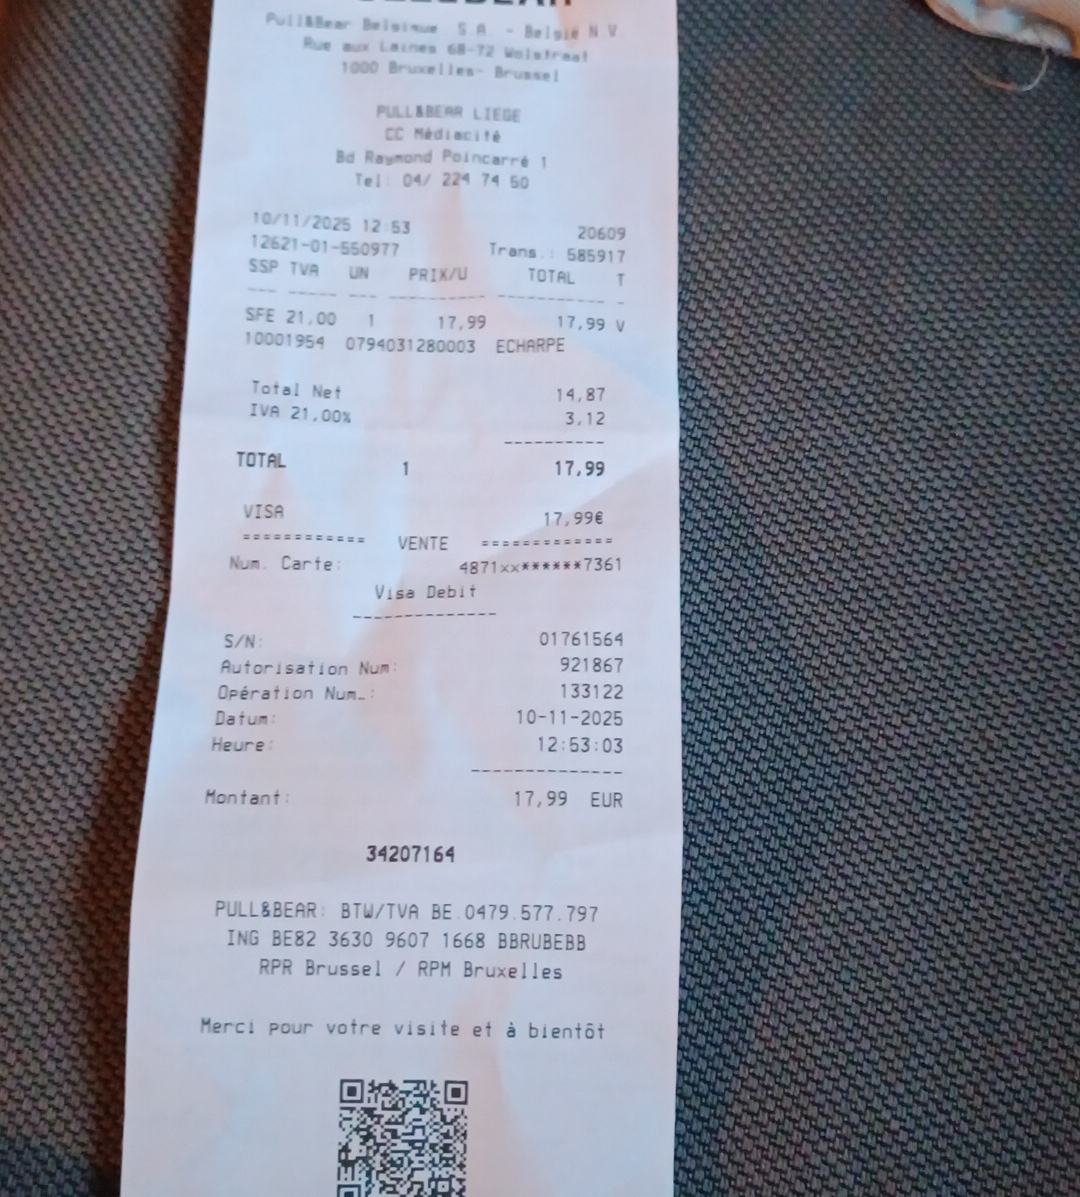 Pull&Bear Belgique S.A. - België N.V.
Rue aux Laines 68-72 Wolstraat
1000 Bruxelles- Brussel
PULL&BEAR LIEGE
CC Médiacité
Bd Raymond Poincarré 1
Tel: 04/ 224 74 50
10/11/2025 12:53 20609
12621-01-550977 Trans.: 585917
SSP TVA UN PRIX/U TOTAL T
--- ----- --- ---------- ----------- -
SFE 21,00 1 17,99 17,99 V
10001954 0794031280003 ECHARPE
Total Net 14,87
IVA 21,00% 3,12
----------
TOTAL 1 17,99
VISA 17,99€
============ VENTE =============
Num. Carte: 4871xx******7361
Visa Debit
--------------
S/N: 01761564
Autorisation Num: 921867
Opération Num.: 133122
Datum: 10-11-2025
Heure: 12:53:03
-------------
Montant: 17,99 EUR
34207164
PULL&BEAR: BTW/TVA BE.0479.577.797
ING BE82 3630 9607 1668 BBRUBEBB
RPR Brussel / RPM Bruxelles
Merci pour votre visite et à bientôt